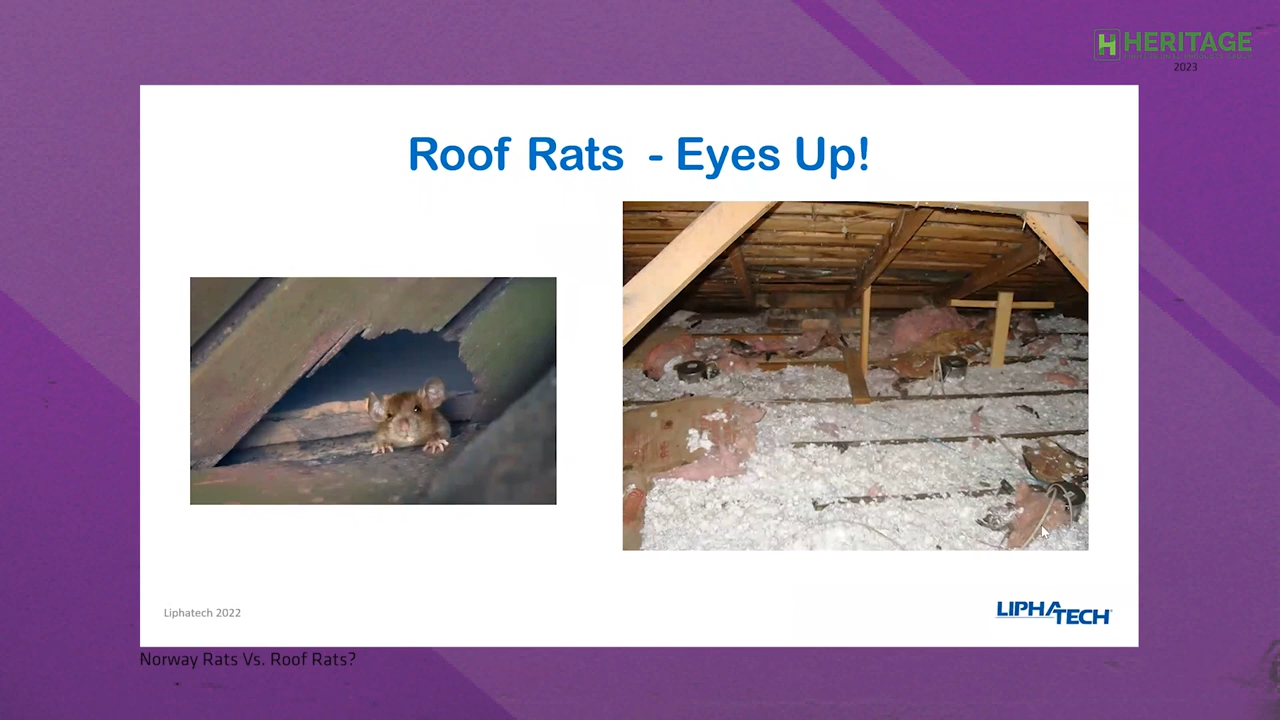 HERITAGE
2023
Roof Rats - Eyes Up!
Liphatech 2022
LIPHATECH
Norway Rats Vs. Roof Rats?